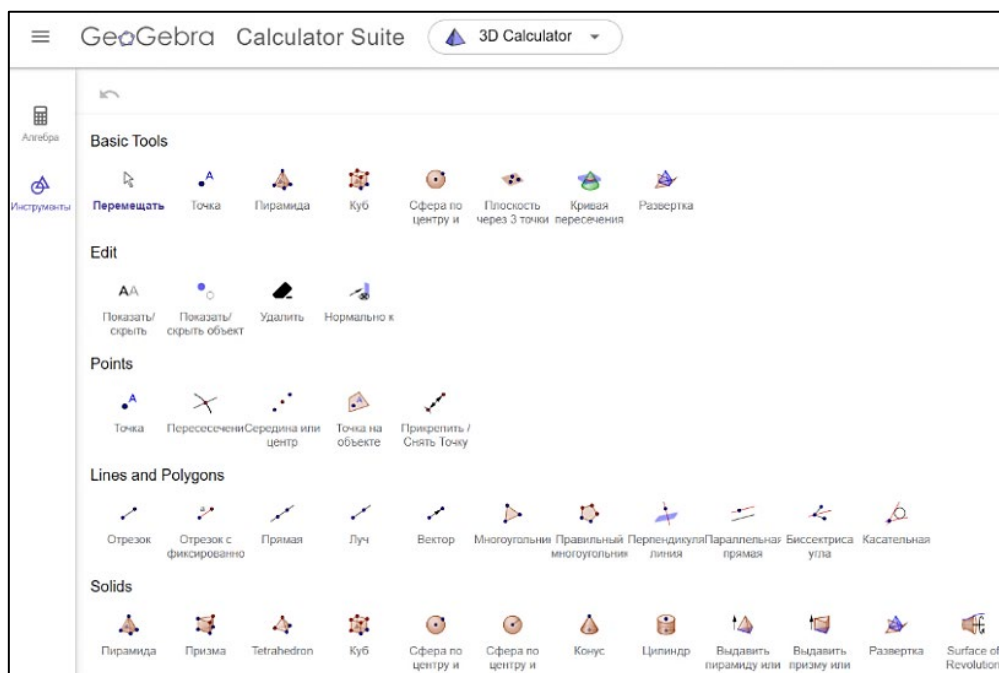 GeoGebra Calculator Suite 3D Calculator
Алгебра
Инструменты
Basic Tools
Перемещать Точка Пирамида Куб Сфера по Плоскость Кривая Развертка
центру и через 3 точки пересечения
Edit
AA
Показать/ Показать/ Удалить Нормально к
скрыть скрыть объект
Points
A A
Точка Пересесечени Середина или Точка на Прикрепить /
центр объекте Снять Точку
Lines and Polygons
a
Отрезок Отрезок с Прямая Луч Вектор Многоугольни Правильный Перпендикуля Параллельная Биссектриса Касательная
фиксированно многоугольник линия прямая угла
Solids
Пирамида Призма Tetrahedron Куб Сфера по Сфера по Конус Цилиндр Выдавить Выдавить Развертка Surface of
центру и центру и пирамиду или призму или Revolution